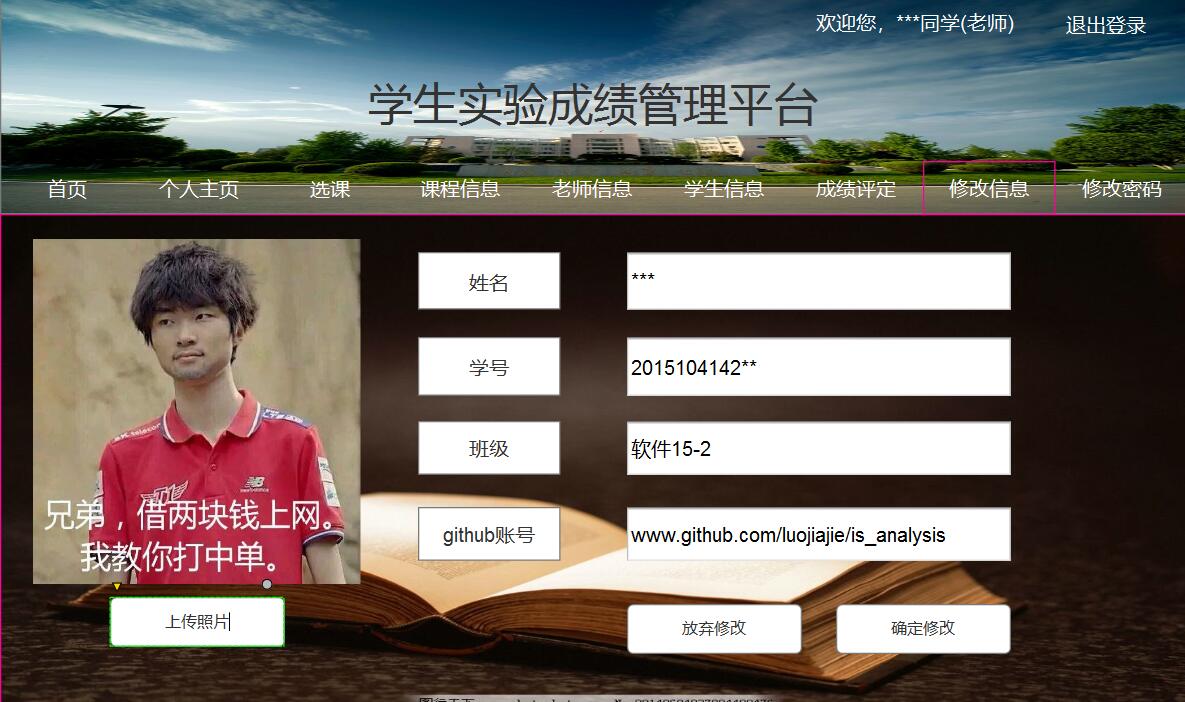 欢迎您，***同学(老师)
退出登录
学生实验成绩管理平台
首页
个人主页
选课
课程信息
老师信息
学生信息
成绩评定
修改信息
修改密码
姓名
***
学号
2015104142**
班级
软件15-2
github账号
www.github.com/luojiajie/is_analysis
兄弟，借两块钱上网。
我教你打中单。
上传照片
放弃修改
确定修改